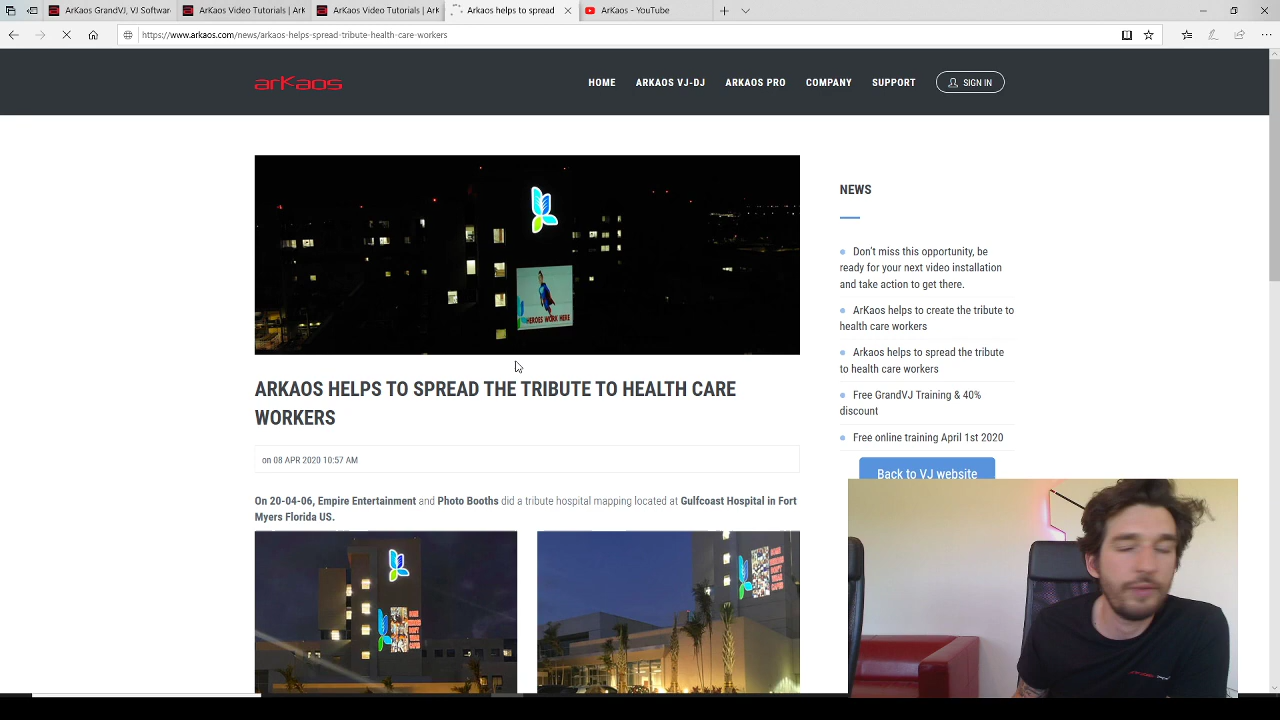 ArKaos GrandVJ, VJ Softwar
ArKaos Video Tutorials | Ark
ArKaos Video Tutorials | Ark
Arkaos helps to spread
ArKaos - YouTube
https://www.arkaos.com/news/arkaos-helps-spread-tribute-health-care-workers
arKaos
HOME
ARKAOS VJ-DJ
ARKAOS PRO
COMPANY
SUPPORT
SIGN IN
HEROES WORK HERE
ARKAOS HELPS TO SPREAD THE TRIBUTE TO HEALTH CARE
WORKERS
on 08 APR 2020 10:57 AM
On 20-04-06, Empire Entertainment and Photo Booths did a tribute hospital mapping located at Gulfcoast Hospital in Fort
Myers Florida US.
NEWS
Don't miss this opportunity, be
ready for your next video installation
and take action to get there.
ArKaos helps to create the tribute to
health care workers
Arkaos helps to spread the tribute
to health care workers
Free GrandVJ Training & 40%
discount
Free online training April 1st 2020
Back to VJ website